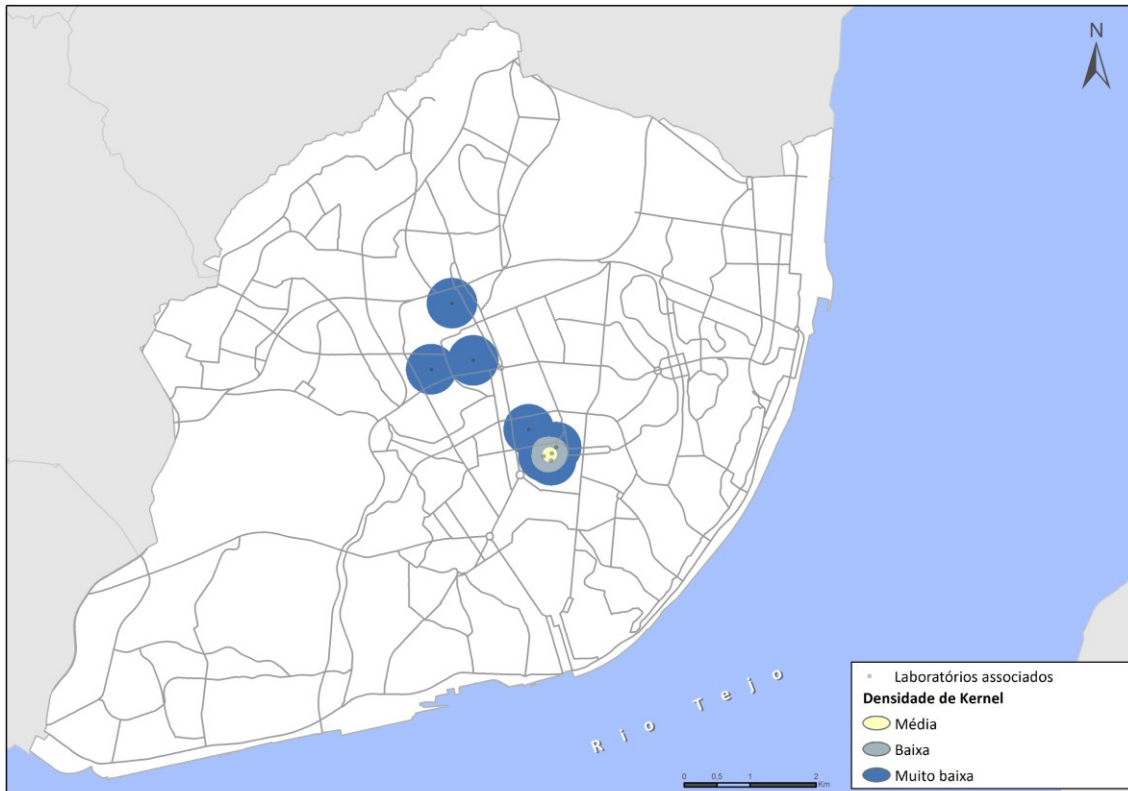 N
Rio Tejo
0 0,5 1 2
Km
Laboratórios associados
Densidade de Kernel
Média
Baixa
Muito baixa